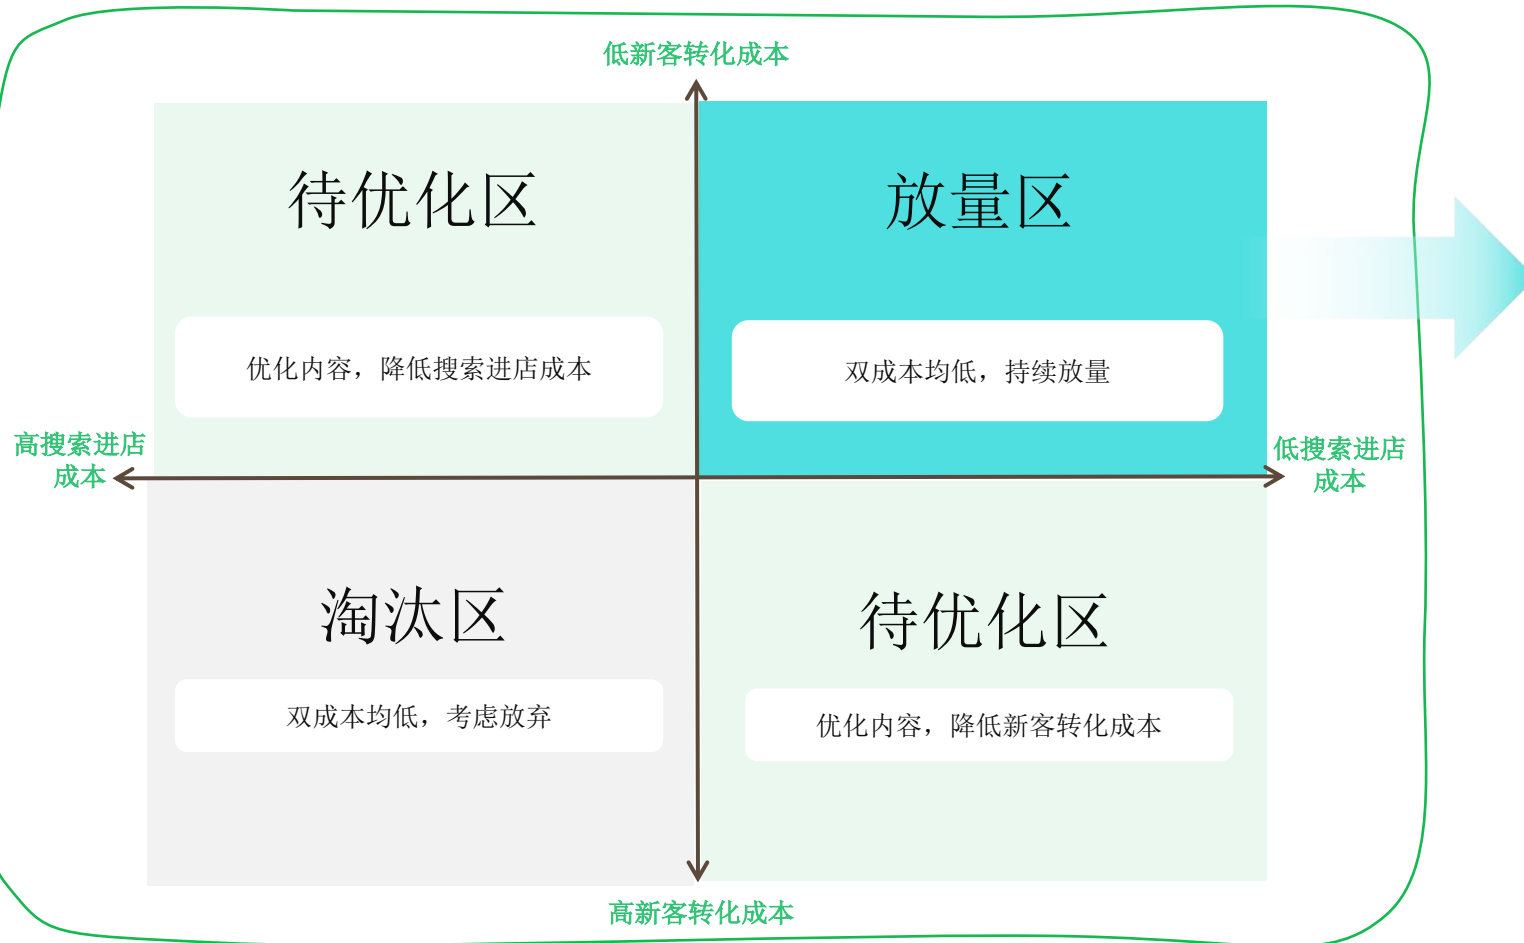 低新客转化成本
待优化区
放量区
优化内容，降低搜索进店成本
双成本均低，持续放量
高搜索进店
成本
低搜索进店
成本
淘汰区
待优化区
双成本均低，考虑放弃
优化内容，降低新客转化成本
高新客转化成本